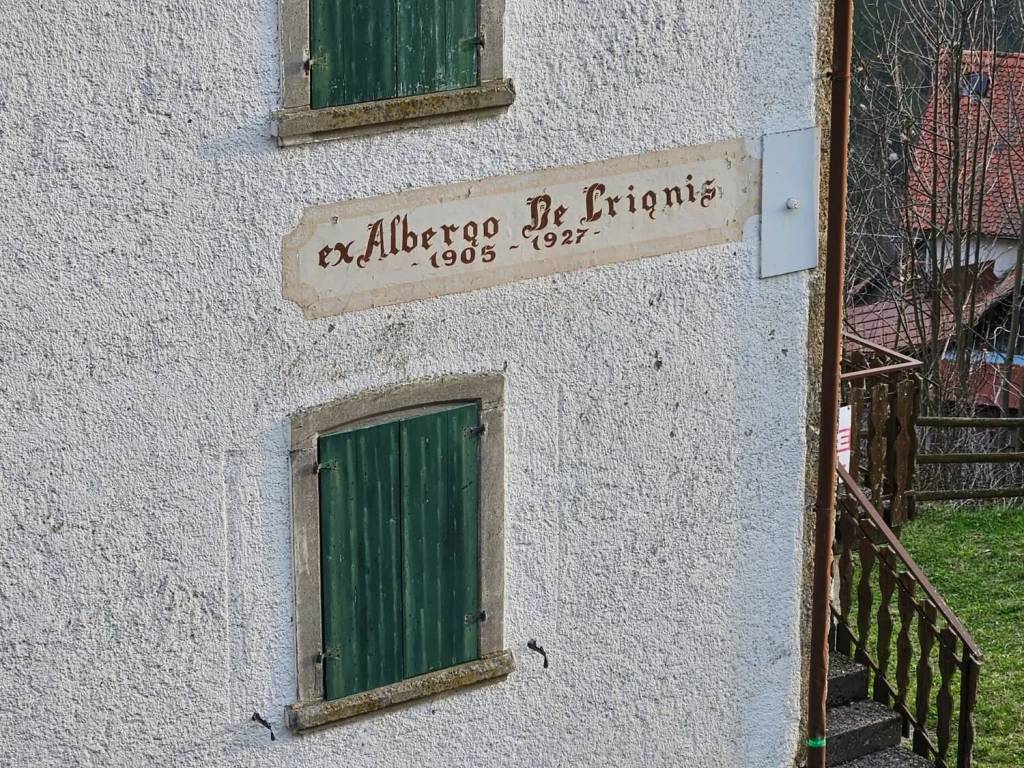 ex Albergo De Crignis
- 1905 - 1927 -